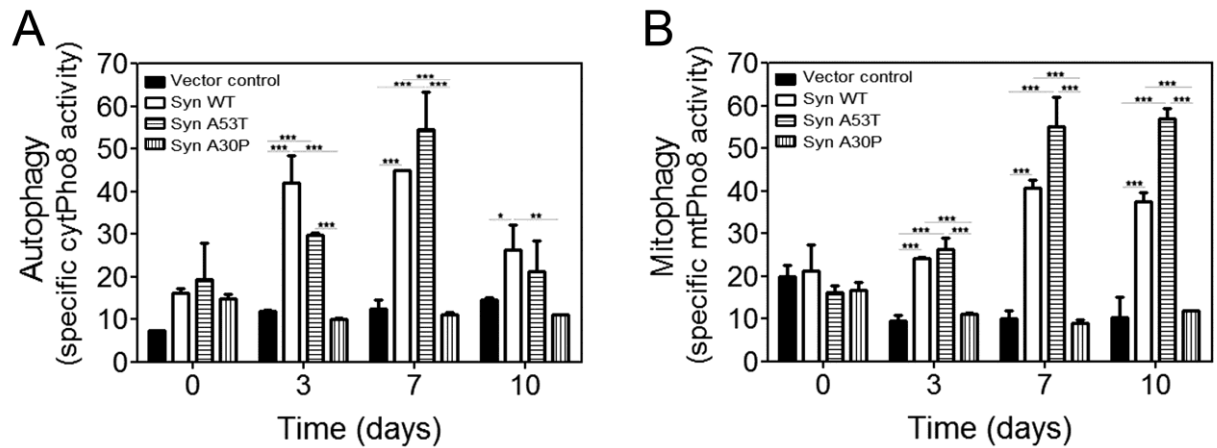 A
Autophagy
(specific cytPho8 activity)
70
60
50
40
30
20
10
0
Vector control
Syn WT
Syn A53T
Syn A30P
*** *** *** *** *** *** *** *** *** * **
0 3 7 10
Time (days)
B
Mitophagy
(specific mtPho8 activity)
70
60
50
40
30
20
10
0
Vector control
Syn WT
Syn A53T
Syn A30P
*** *** *** *** *** *** *** *** *** *** *** *** ***
0 3 7 10
Time (days)